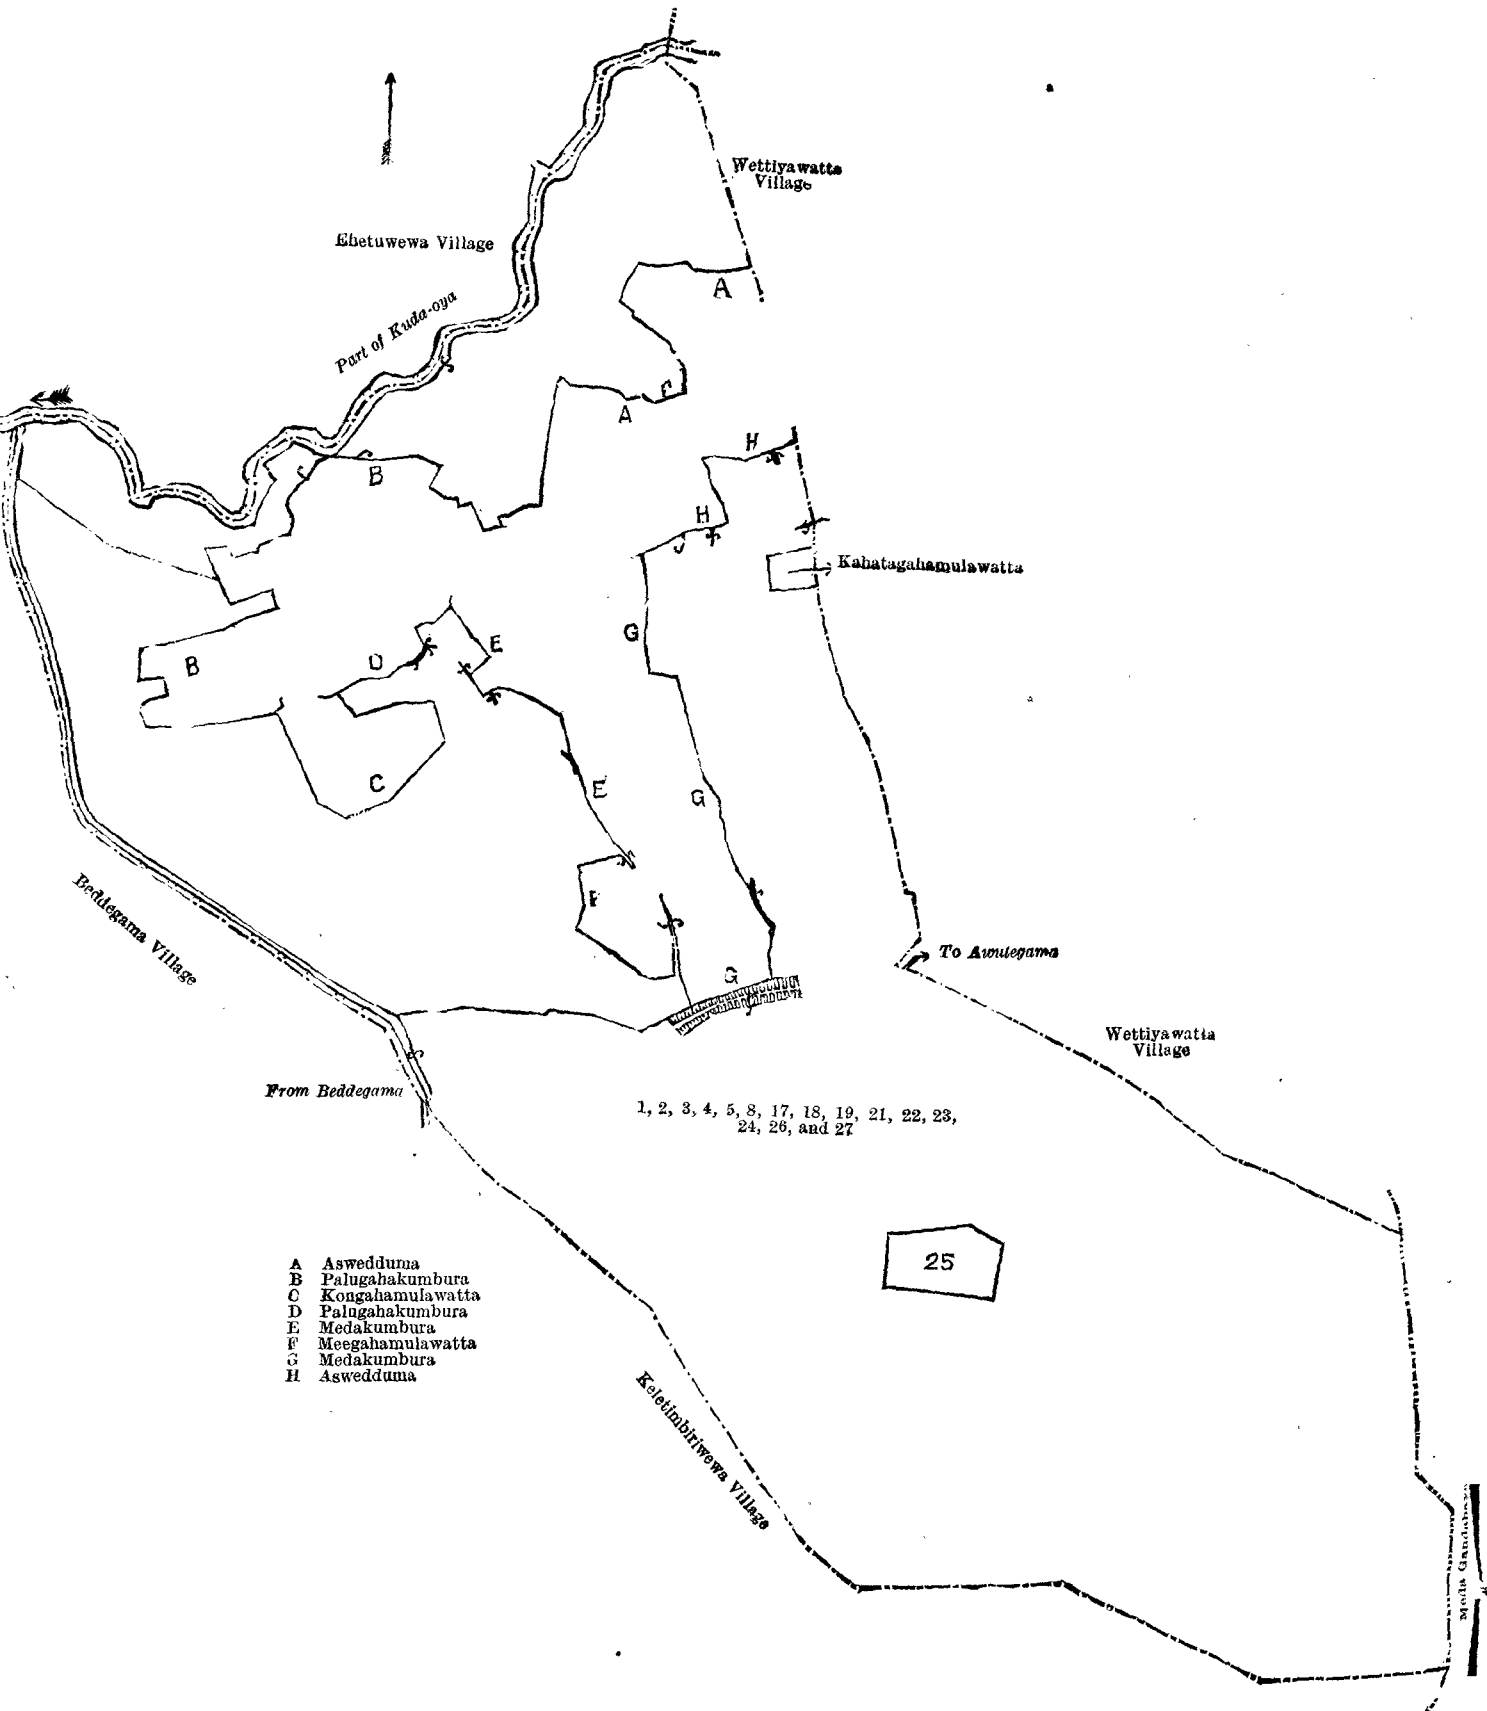 Wettiyawatta
Village
Ehetuwewa Village
A
Part of Kuda-oya
A
H
B
H
Kahatagahamulawatta
G
E
D
B
C
E
G
F
Beddegama Village
To Awulegama
G
Wettiyawatta
Village
From Beddegama
1, 2, 3, 4, 5, 8, 17, 18, 19, 21, 22, 23,
24, 26, and 27
25
A Aswedduma
B Palugahakumbura
C Kongahamulawatta
D Palugahakumbura
E Medakumbura
F Meegahamulawatta
G Medakumbura
H Aswedduma
Keletimbiriwewa Village
Meda